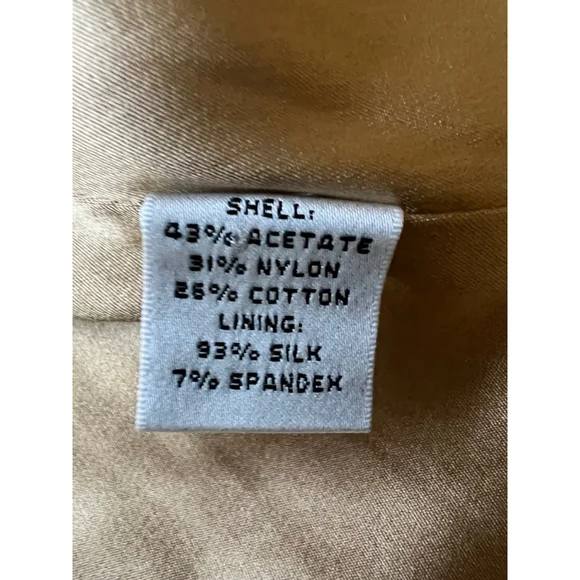 SHELL:
43% ACETATE
31% NYLON
26% COTTON
LINING:
93% SILK
7% SPANDEX